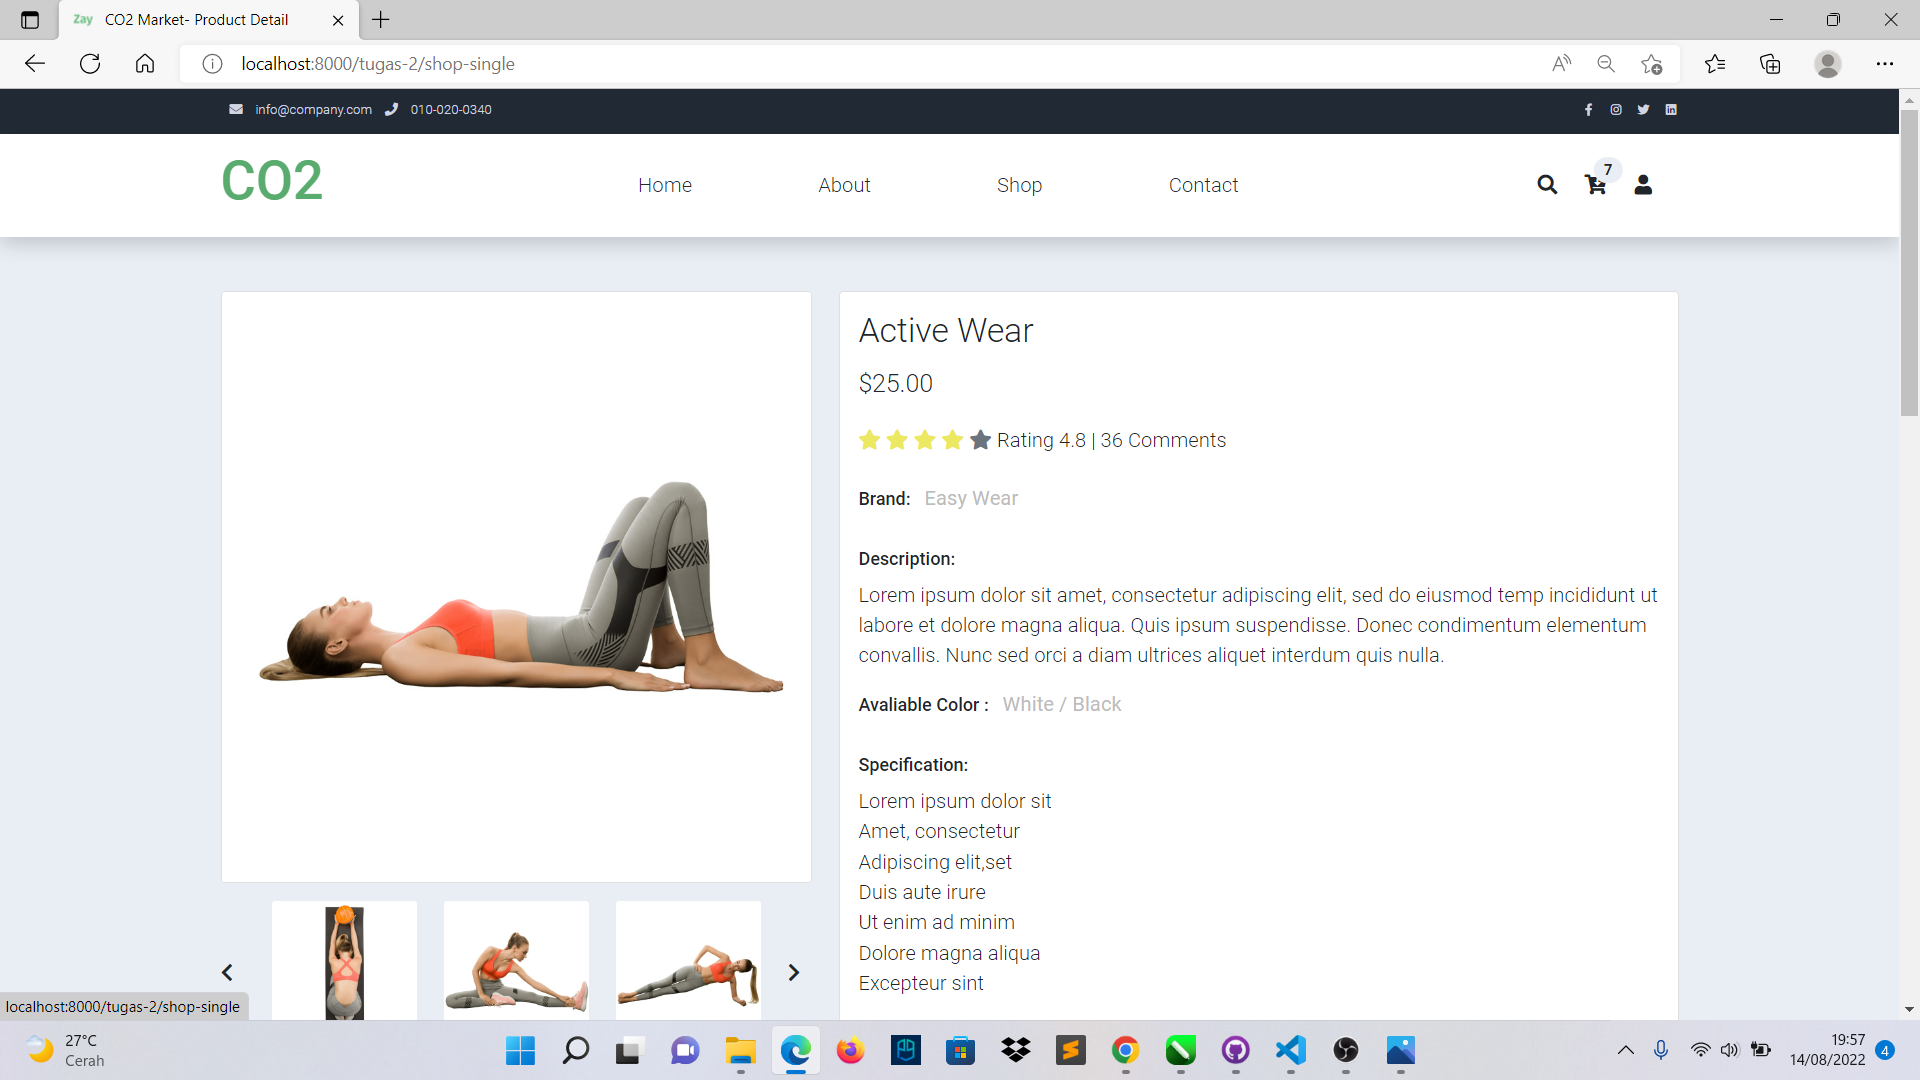 Zay CO2 Market- Product Detail
localhost:8000/tugas-2/shop-single
info@company.com 010-020-0340
CO2
Home About Shop Contact
7
Active Wear
$25.00
Rating 4.8 | 36 Comments
Brand: Easy Wear
Description:
Lorem ipsum dolor sit amet, consectetur adipiscing elit, sed do eiusmod temp incididunt ut
labore et dolore magna aliqua. Quis ipsum suspendisse. Donec condimentum elementum
convallis. Nunc sed orci a diam ultrices aliquet interdum quis nulla.
Avaliable Color : White / Black
Specification:
Lorem ipsum dolor sit
Amet, consectetur
Adipiscing elit,set
Duis aute irure
Ut enim ad minim
Dolore magna aliqua
Excepteur sint
localhost:8000/tugas-2/shop-single
27°C
Cerah
19:57
14/08/2022
4